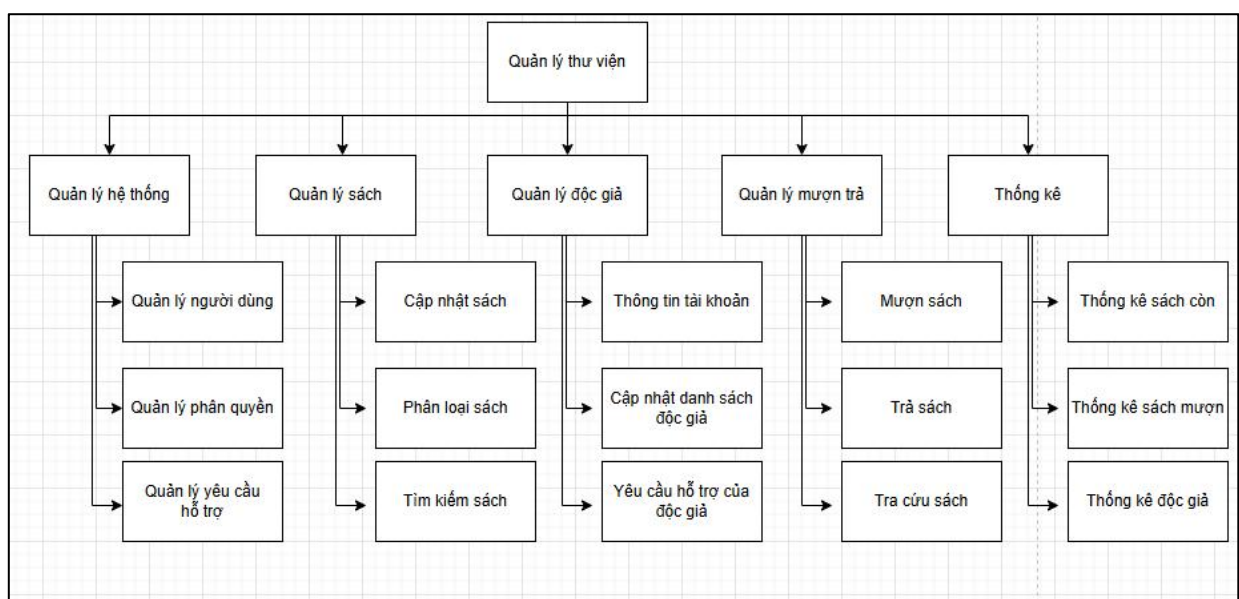 Quản lý thư viện
Quản lý hệ thống
Quản lý sách
Quản lý độc giả
Quản lý mượn trả
Thống kê
Quản lý người dùng
Cập nhật sách
Thông tin tài khoản
Mượn sách
Thống kê sách còn
Quản lý phân quyền
Phân loại sách
Cập nhật danh sách
độc giả
Trả sách
Thống kê sách mượn
Quản lý yêu cầu
hỗ trợ
Tìm kiếm sách
Yêu cầu hỗ trợ của
độc giả
Tra cứu sách
Thống kê độc giả